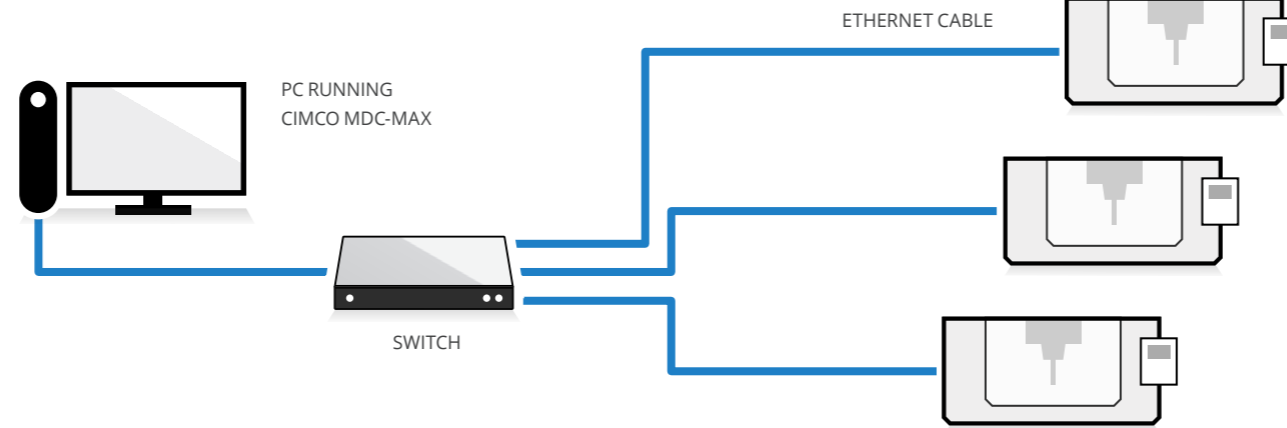 ETHERNET CABLE
PC RUNNING
CIMCO MDC-MAX
SWITCH